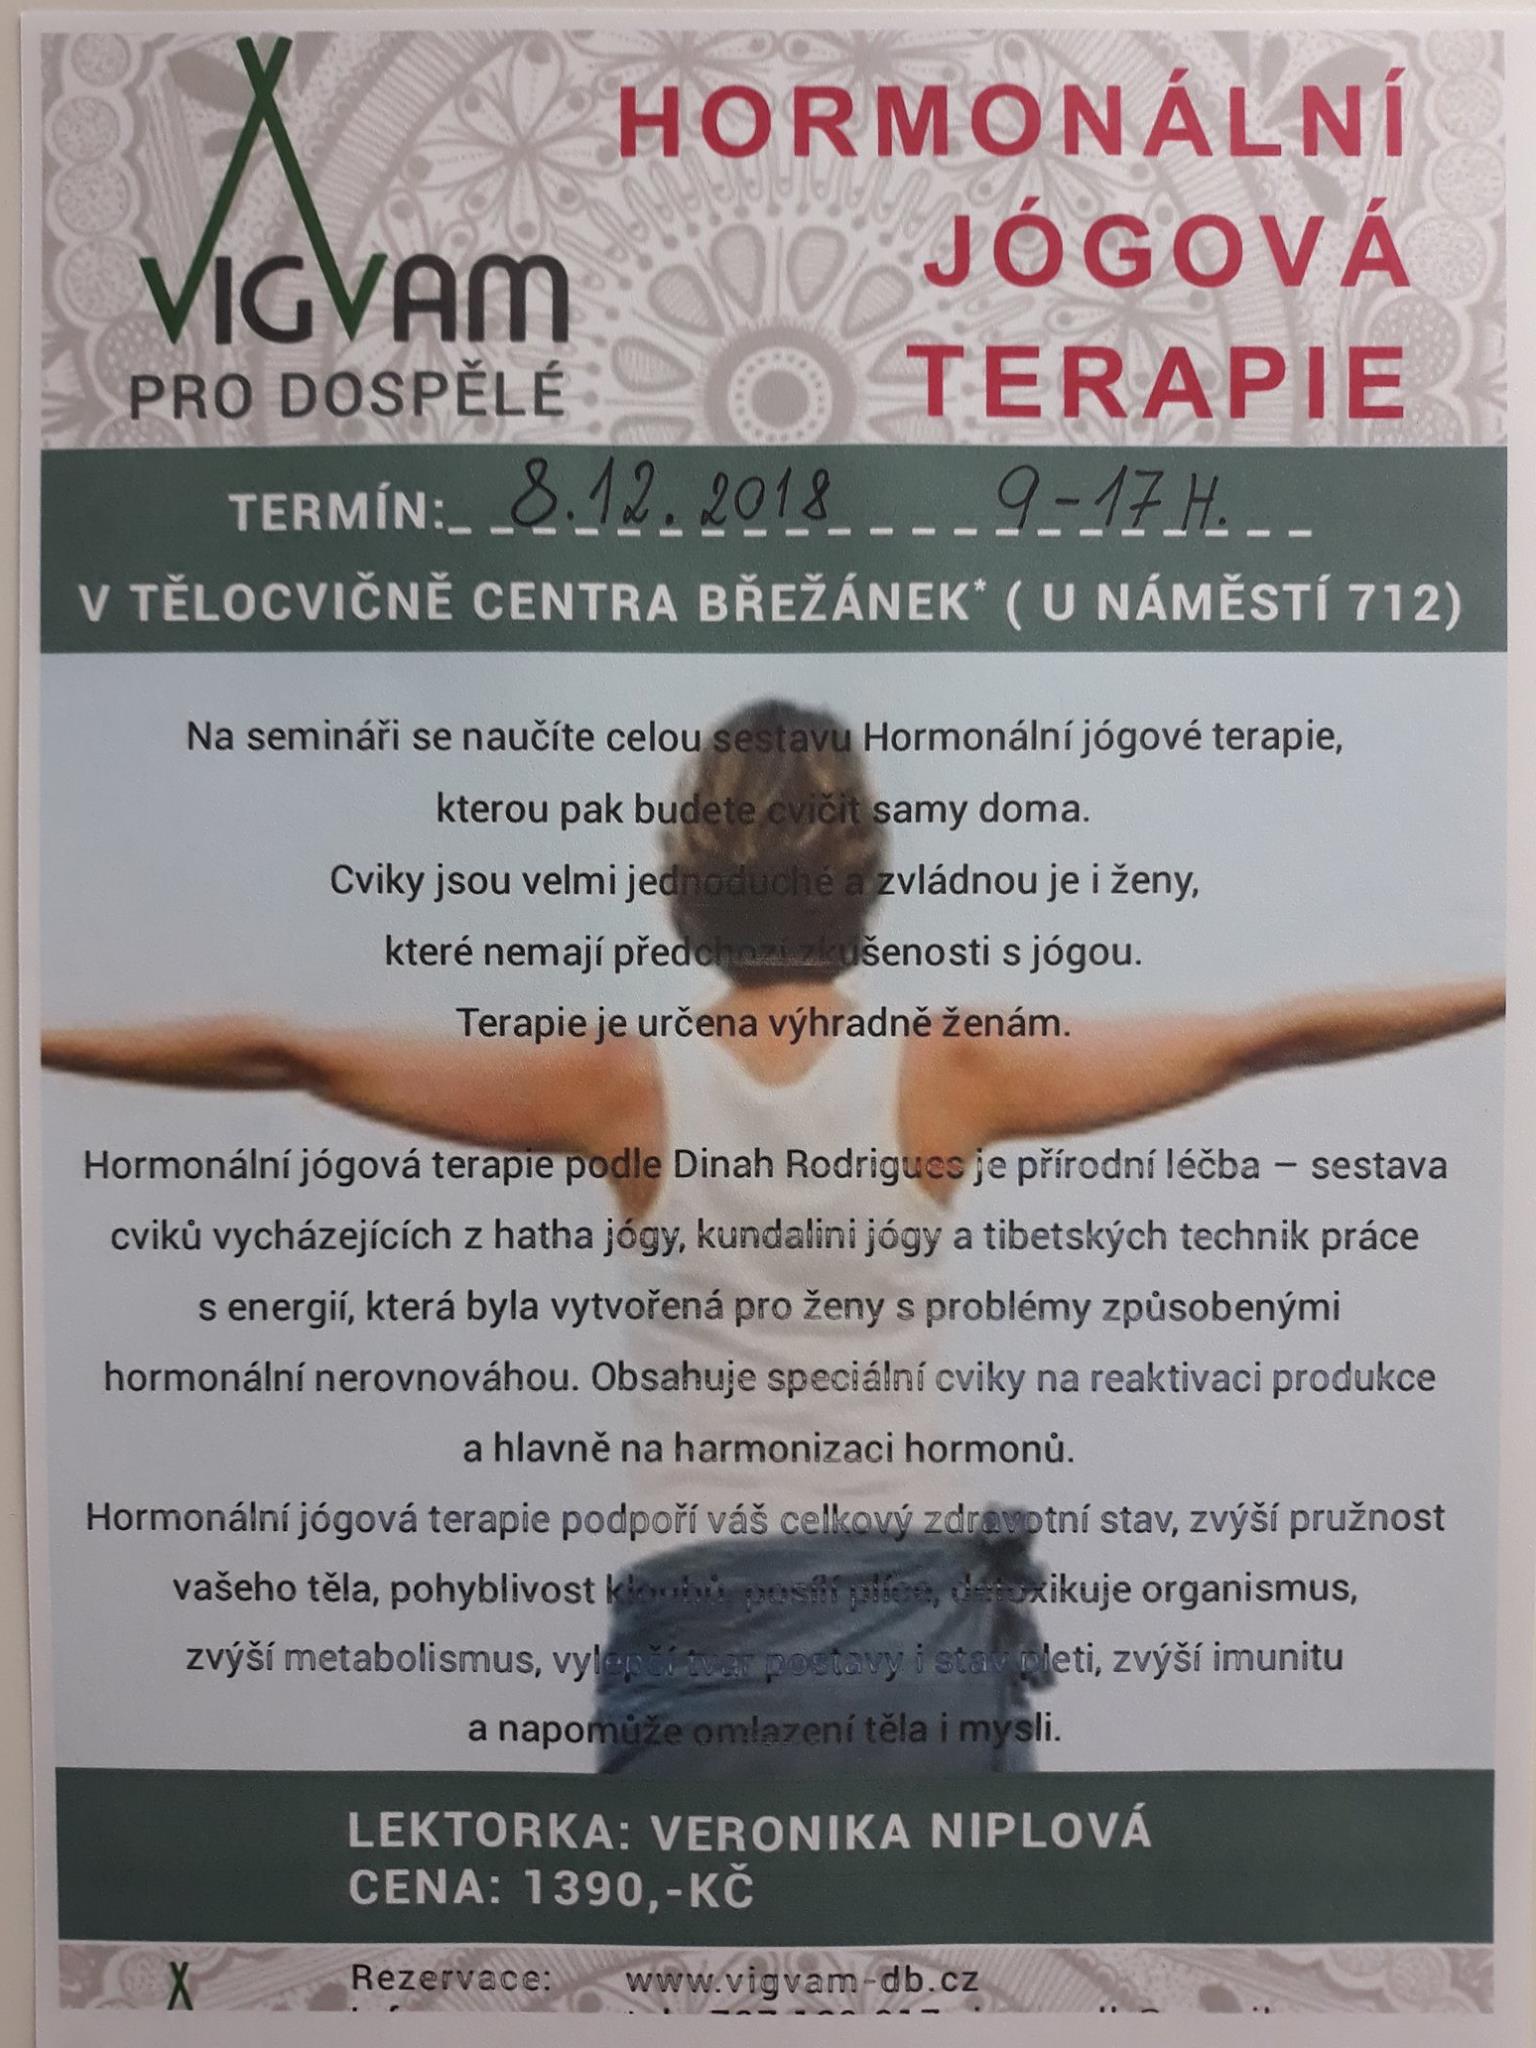 VIGVAM
PRO DOSPĚLÉ
HORMONÁLNÍ
JÓGOVÁ
TERAPIE
TERMÍN: 8.12.2018 9-17 H.
V TĚLOCVIČNĚ CENTRA BŘEŽÁNEK* ( U NÁMĚSTÍ 712)
Na semináři se naučíte celou sestavu Hormonální jógové terapie,
kterou pak budete cvičit samy doma.
Cviky jsou velmi jednoduché a zvládnou je i ženy,
které nemají předchozí zkušenosti s jógou.
Terapie je určena výhradně ženám.
Hormonální jógová terapie podle Dinah Rodrigues je přírodní léčba – sestava
cviků vycházejících z hatha jógy, kundalini jógy a tibetských technik práce
s energií, která byla vytvořená pro ženy s problémy způsobenými
hormonální nerovnováhou. Obsahuje speciální cviky na reaktivaci produkce
a hlavně na harmonizaci hormonů.
Hormonální jógová terapie podpoří váš celkový zdravotní stav, zvýší pružnost
vašeho těla, pohyblivost kloubů, posílí plíce, detoxikuje organismus,
zvýší metabolismus, vylepší tvar postavy i stav pleti, zvýší imunitu
a napomůže omlazení těla i mysli.
LEKTORKA: VERONIKA NIPLOVÁ
CENA: 1390,-KČ
Rezervace: www.vigvam-db.cz